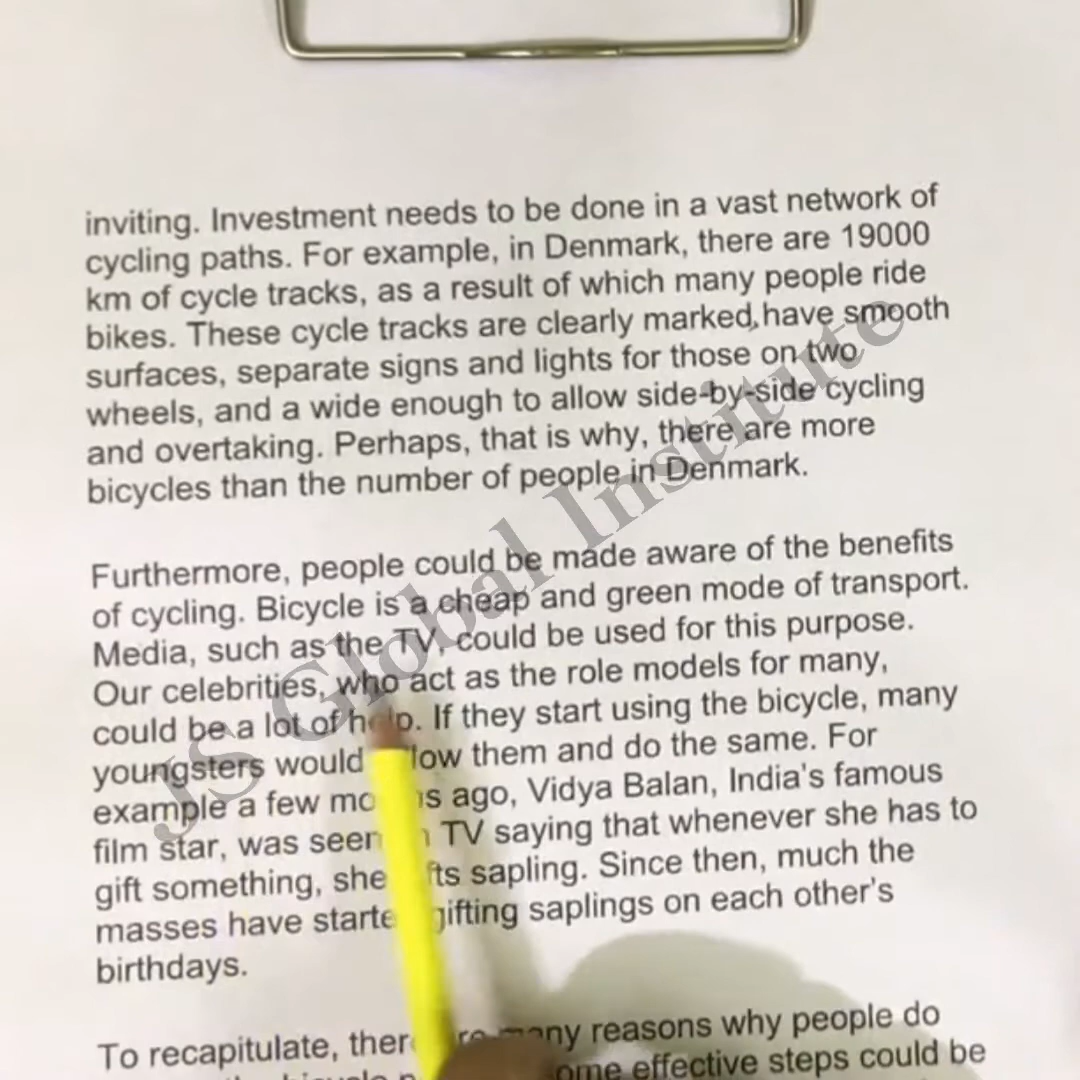 inviting. Investment needs to be done in a vast network of
cycling paths. For example, in Denmark, there are 19000
km of cycle tracks, as a result of which many people ride
bikes. These cycle tracks are clearly marked, have smooth
surfaces, separate signs and lights for those on two
wheels, and a wide enough to allow side-by-side cycling
and overtaking. Perhaps, that is why, there are more
bicycles than the number of people in Denmark.
Furthermore, people could be made aware of the benefits
of cycling. Bicycle is a cheap and green mode of transport.
Media, such as the TV, could be used for this purpose.
Our celebrities, who act as the role models for many,
could be a lot of help. If they start using the bicycle, many
youngsters would them and do the same. For
example a few ago, Vidya Balan, India's famous
film star, was seen TV saying that whenever she has to
gift something, she sapling. Since then, much the
masses have gifting saplings on each other's
birthdays.
To recapitulate, many reasons why people do
effective steps could be
JS Global Institute